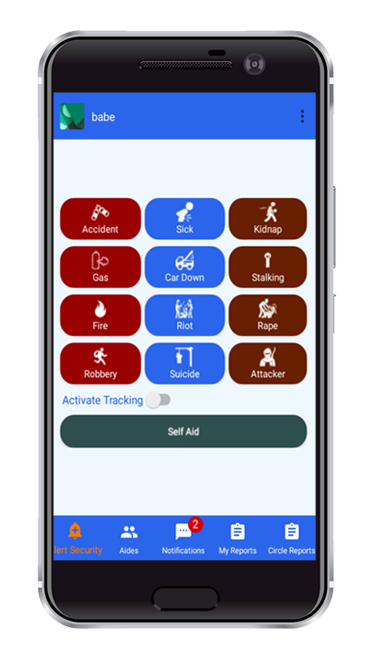 babe
Accident Sick Kidnap
Gas Car Down Stalking
Fire Riot Rape
Robbery Suicide Attacker
Activate Tracking
Self Aid
2
lert Security Aides Notifications My Reports Circle Reports